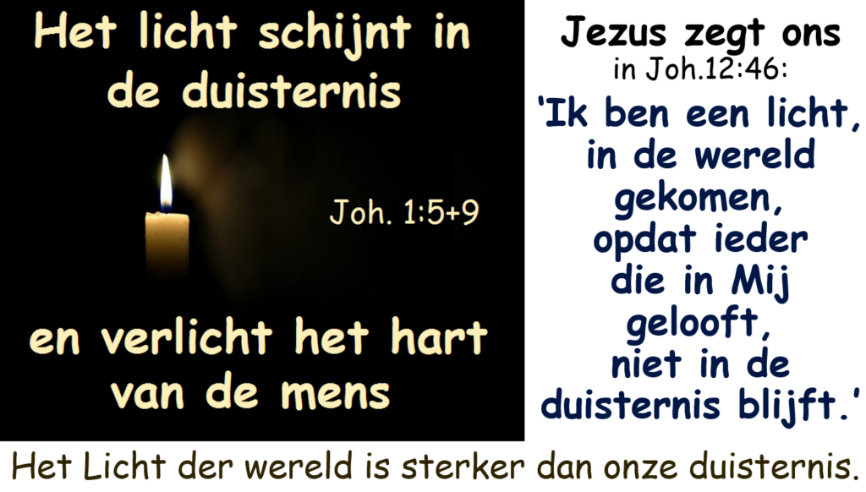 Het licht schijnt in
de duisternis
Joh. 1:5+9
en verlicht het hart
van de mens
Jezus zegt ons
in Joh.12:46:
‘Ik ben een licht,
in de wereld
gekomen,
opdat ieder
die in Mij
gelooft,
niet in de
duisternis blijft.’
Het Licht der wereld is sterker dan onze duisternis.